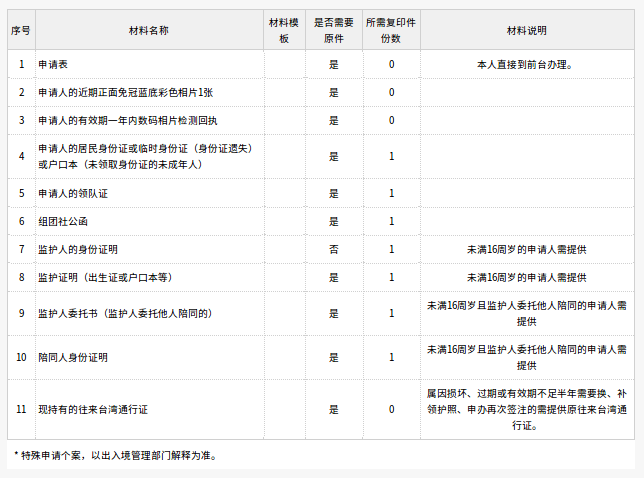 序号 材料名称 材料模板 是否需要原件 所需复印件份数 材料说明
1 申请表 是 0 本人直接到前台办理。
2 申请人的近期正面免冠蓝底彩色相片1张 是 0
3 申请人的有效期一年内数码相片检测回执 是 0
4 申请人的居民身份证或临时身份证（身份证遗失）
或户口本（未领取身份证的未成年人） 是 1
5 申请人的领队证 是 1
6 组团社公函 是 1
7 监护人的身份证明 否 1 未满16周岁的申请人需提供
8 监护证明（出生证或户口本等） 是 1 未满16周岁的申请人需提供
9 监护人委托书（监护人委托他人陪同的） 是 1 未满16周岁且监护人委托他人陪同的申请人需
提供
10 陪同人身份证明 是 1 未满16周岁且监护人委托他人陪同的申请人需
提供
11 现持有的往来台湾通行证 是 0 属因损坏、过期或有效期不足半年需要换、补
领护照、申办再次签注的需提供原往来台湾通
行证。
* 特殊申请个案，以出入境管理部门解释为准。